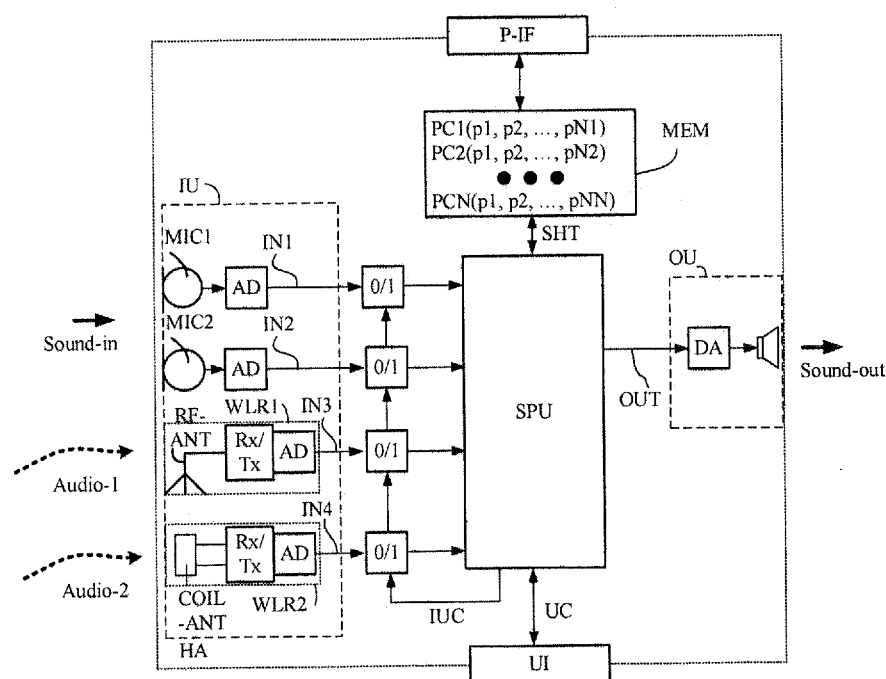 P-IF
PC1(p1, p2, ..., pN1)
PC2(p1, p2, ..., pN2)
PCN(p1, p2, ..., pNN)
MEM
SHT
IU
MIC1
AD
IN1
0/1
OU
Sound-in
MIC2
AD
IN2
0/1
SPU
DA
OUT
Sound-out
RF-
ANT
WLR1
Rx/
Tx
AD
IN3
0/1
Audio-1
Rx/
Tx
AD
IN4
0/1
Audio-2
COIL
-ANT
WLR2
IUC
UC
HA
UI